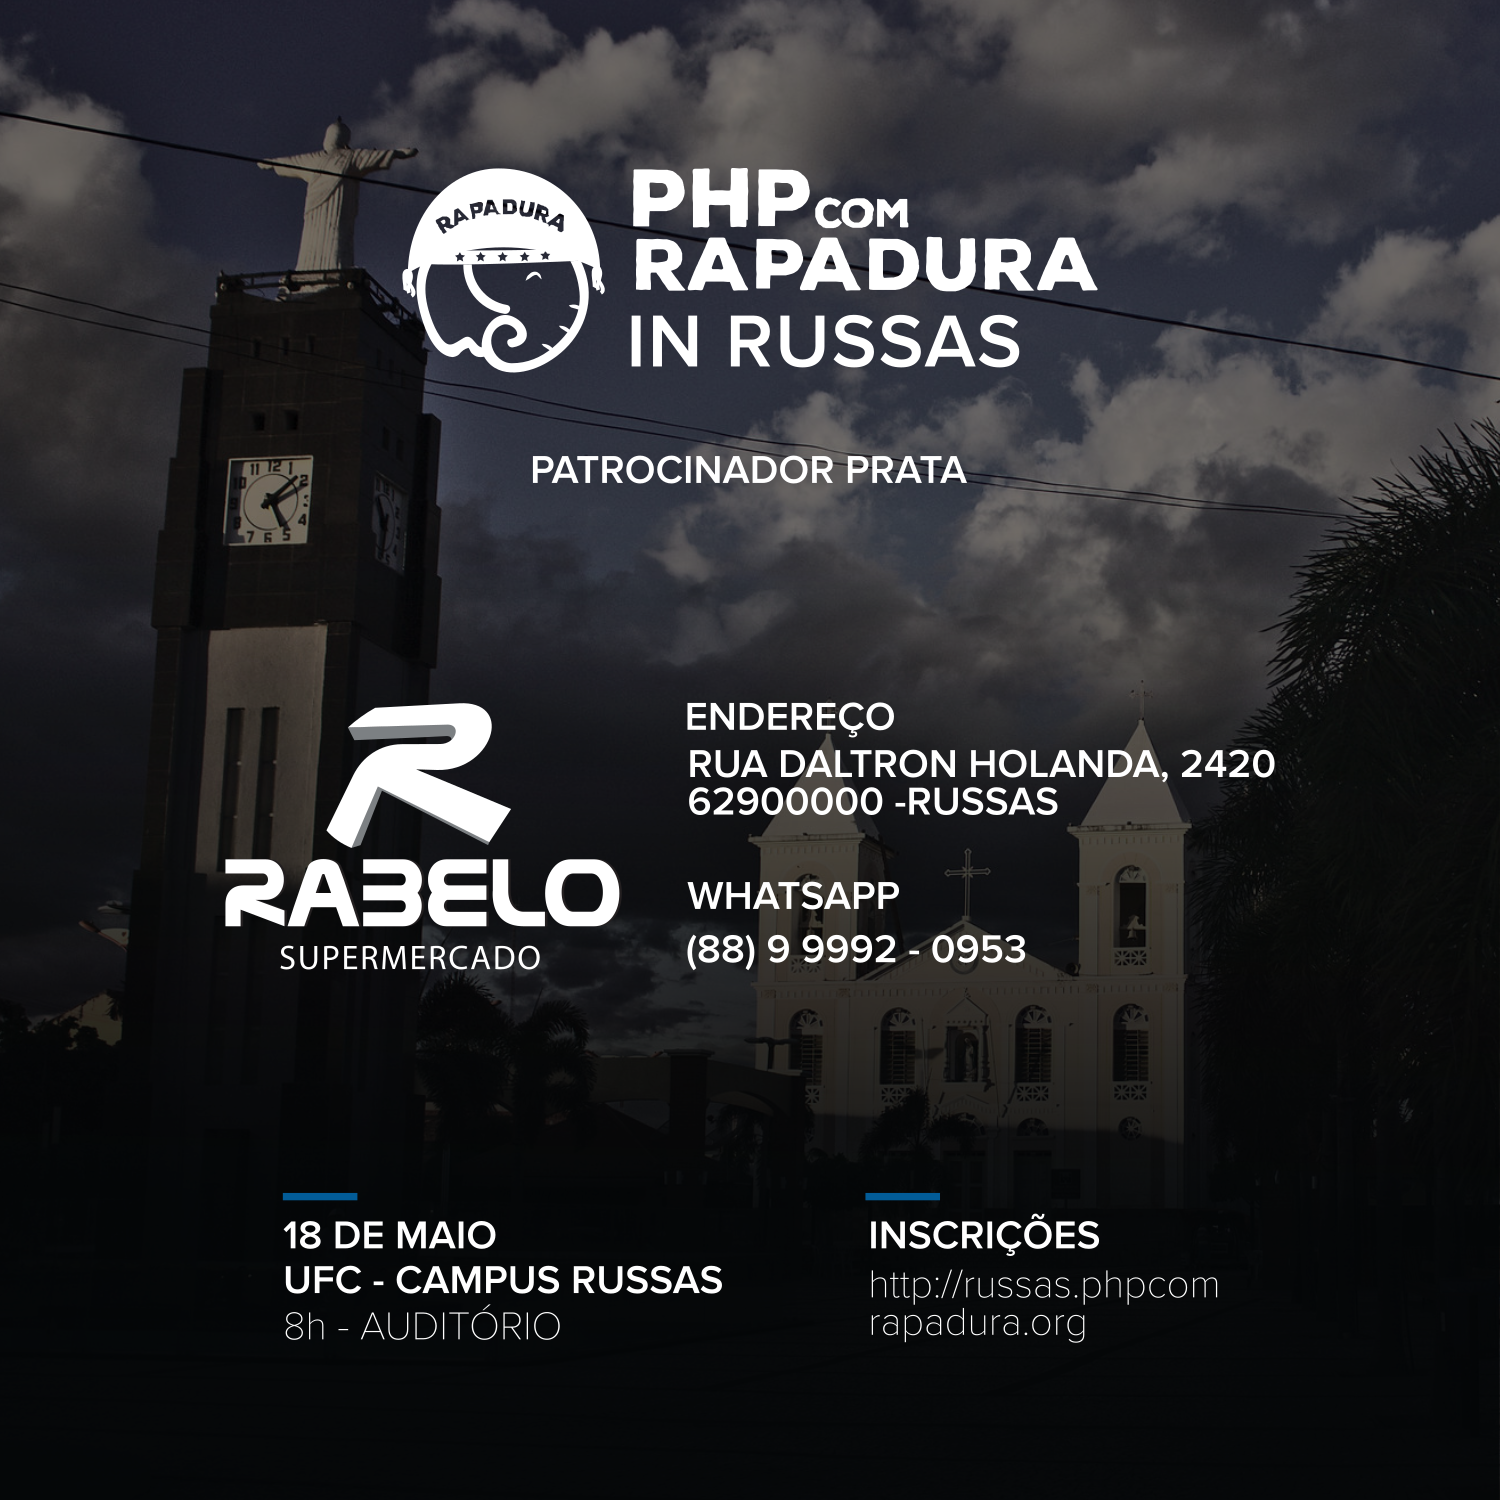 RAPADURA
PHP COM
RAPADURA
IN RUSSAS
PATROCINADOR PRATA
RABELO
SUPERMERCADO
ENDEREÇO
RUA DALTRON HOLANDA, 2420
62900000 -RUSSAS
WHATSAPP
(88) 9 9992 - 0953
18 DE MAIO
UFC - CAMPUS RUSSAS
8h - AUDITÓRIO
INSCRIÇÕES
http://russas.phpcom
rapadura.org